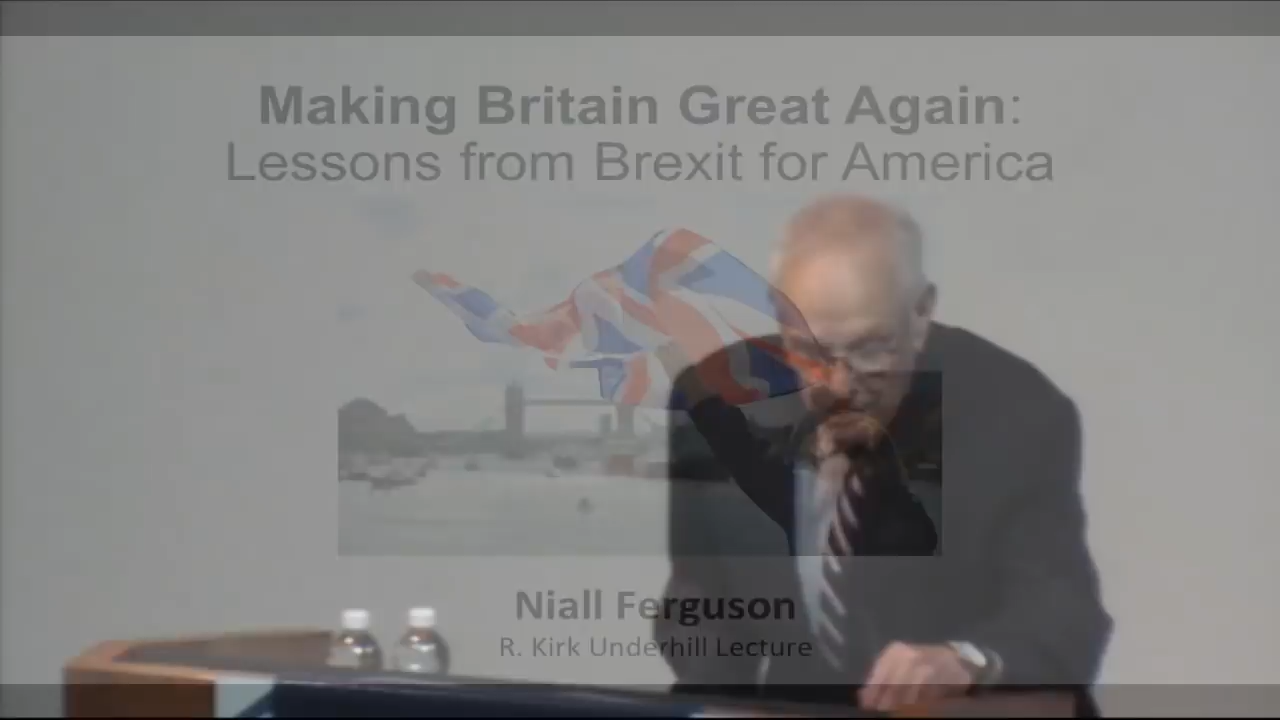 Making Britain Great Again:
Lessons from Brexit for America
Niall Ferguson
R. Kirk Underhill Lecture